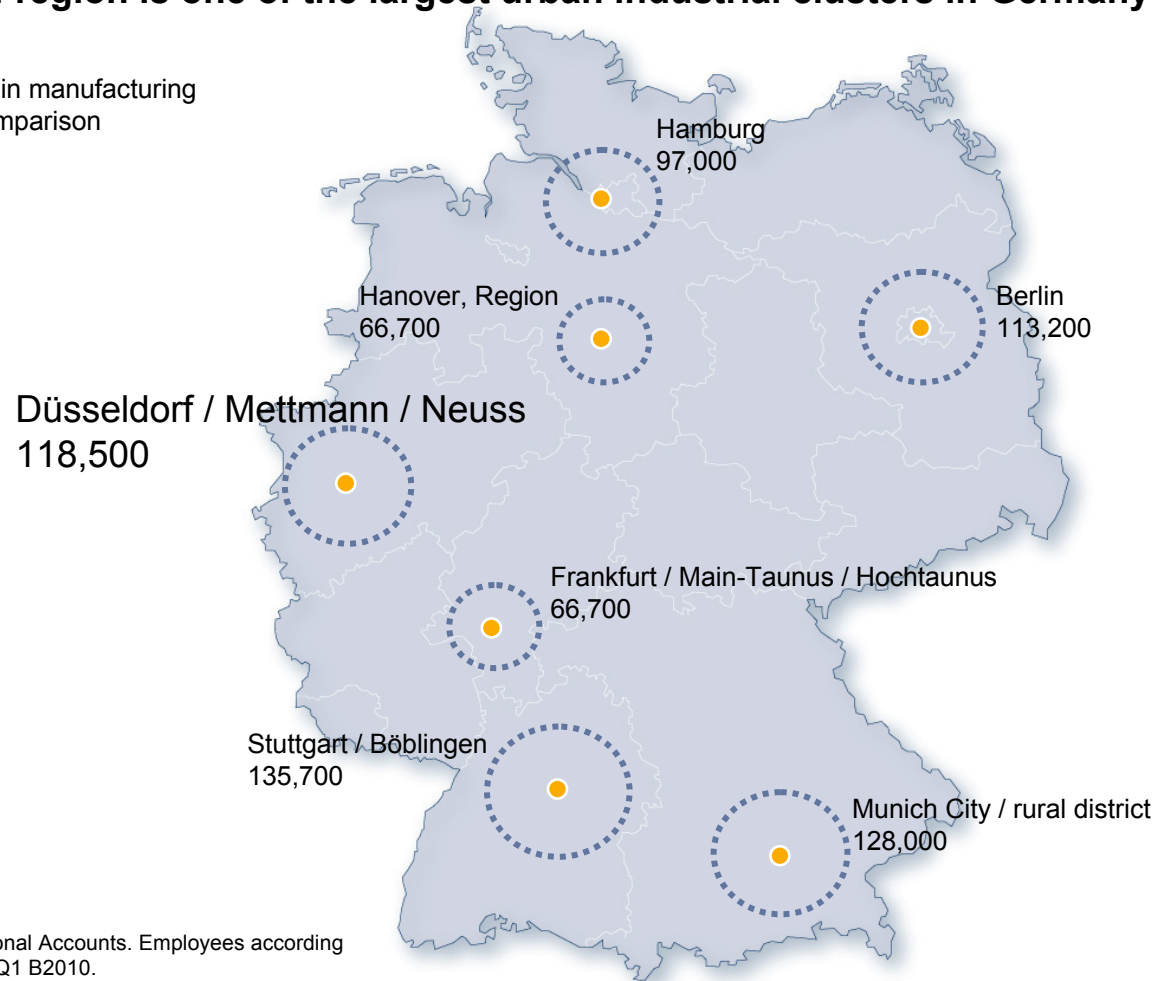 region is one of the largest urban industrial clusters in Germany
in manufacturing
mparison
Hamburg
97,000
Hanover, Region
66,700
Berlin
113,200
Düsseldorf / Mettmann / Neuss
118,500
Frankfurt / Main-Taunus / Hochtaunus
66,700
Stuttgart / Böblingen
135,700
Munich City / rural district
128,000
onal Accounts. Employees according
Q1 B2010.